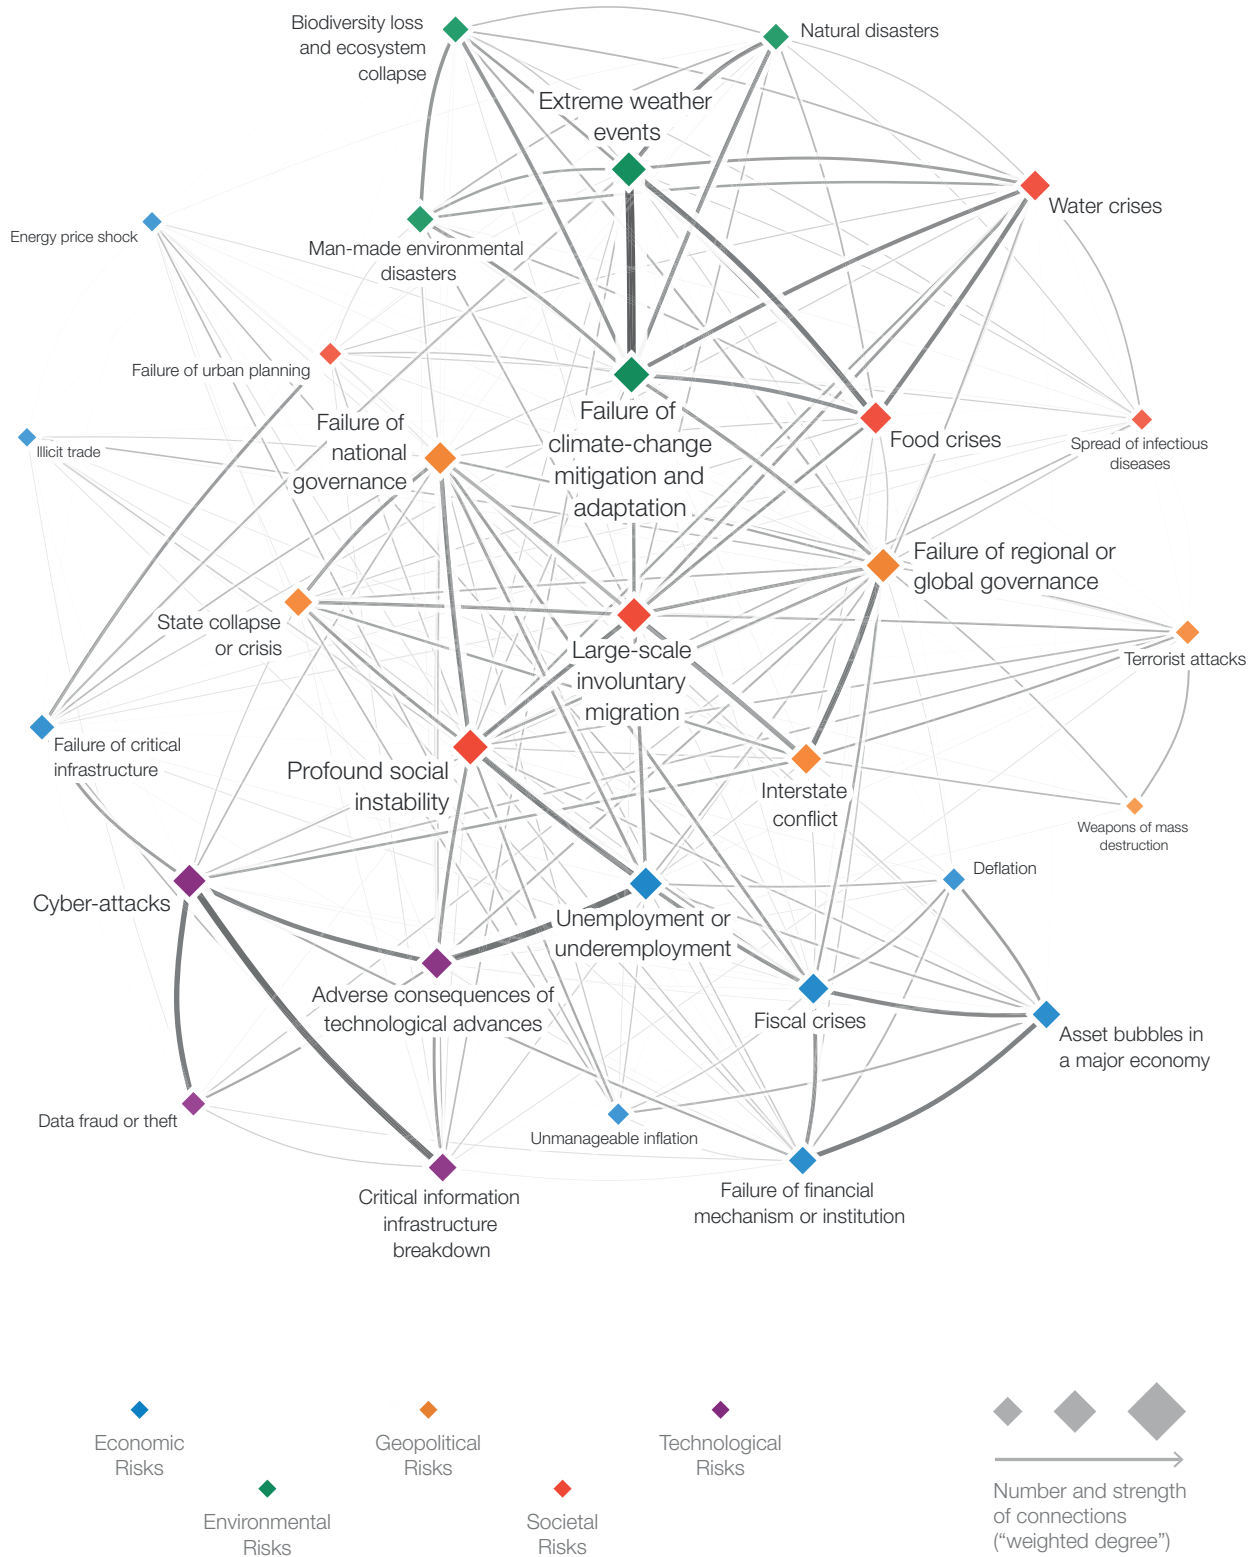 Biodiversity loss
and ecosystem
collapse
Natural disasters
Extreme weather
events
Water crises
Energy price shock
Man-made environmental
disasters
Failure of urban planning
Failure of
national
governance
Failure of
climate-change
mitigation and
adaptation
Food crises
Spread of infectious
diseases
Illicit trade
Failure of regional or
global governance
State collapse
or crisis
Large-scale
involuntary
migration
Terrorist attacks
Failure of critical
infrastructure
Profound social
instability
Interstate
conflict
Weapons of mass
destruction
Deflation
Cyber-attacks
Unemployment or
underemployment
Adverse consequences of
technological advances
Fiscal crises
Asset bubbles in
a major economy
Data fraud or theft
Unmanageable inflation
Critical information
infrastructure
breakdown
Failure of financial
mechanism or institution
Economic
Risks
Geopolitical
Risks
Technological
Risks
Environmental
Risks
Societal
Risks
Number and strength
of connections
(“weighted degree”)